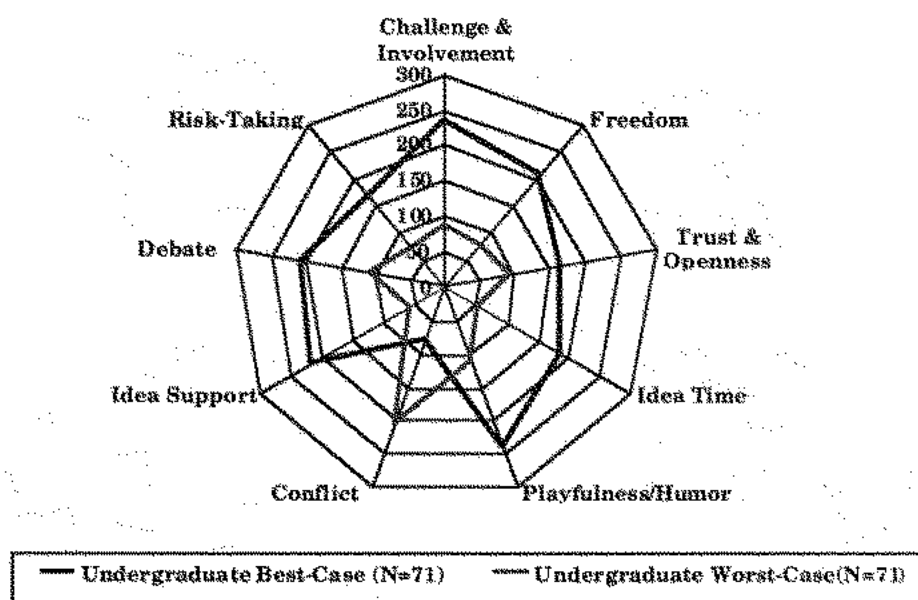 Challenge &
Involvement
300
250
200
150
100
50
0
Risk-Taking
Freedom
Debate
Trust &
Openness
Idea Support
Idea Time
Conflict
Playfulness/Humor
Undergraduate Best-Case (N=71)
Undergraduate Worst-Case(N=71)